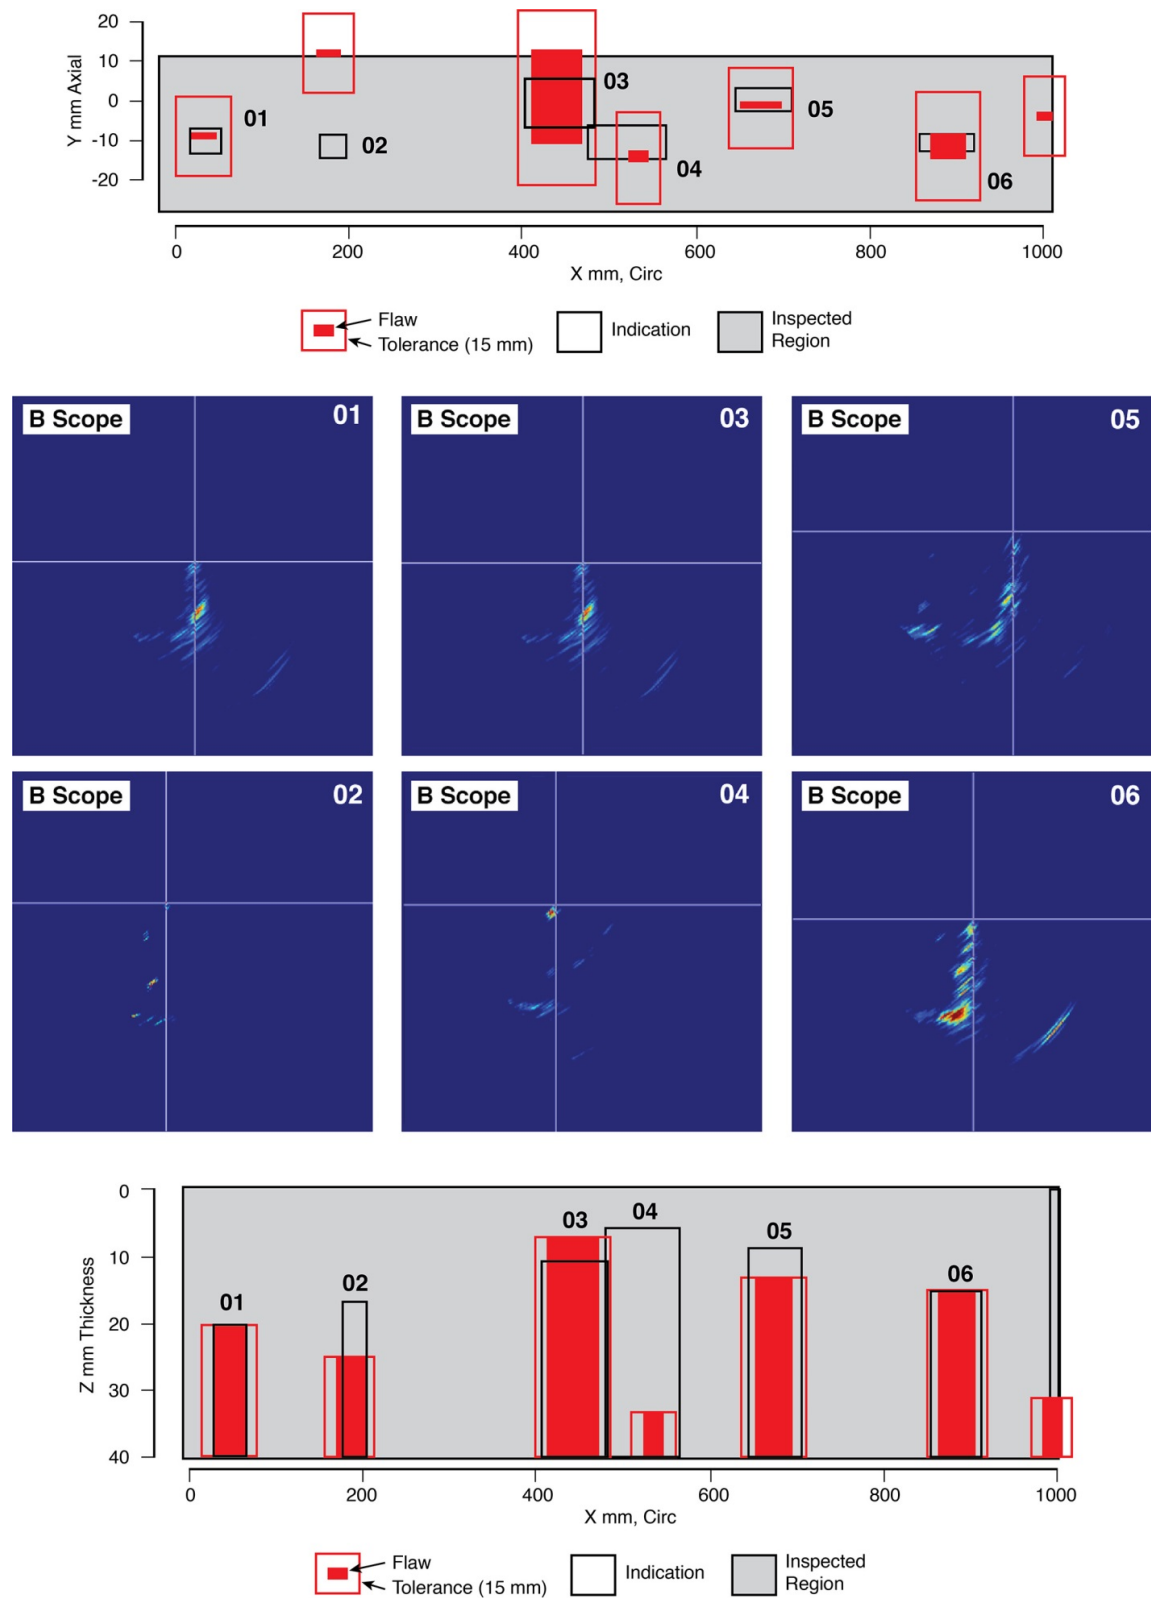 20
10
0
-10
-20
Y mm Axial
01
02
03
04
05
06
0
200
400
600
800
1000
X mm, Circ
Flaw
Tolerance (15 mm)
Indication
Inspected
Region
B Scope
01
B Scope
03
B Scope
05
B Scope
02
B Scope
04
B Scope
06
0
10
20
30
40
Z mm Thickness
01
02
03
04
05
06
0
200
400
600
800
1000
X mm, Circ
Flaw
Tolerance (15 mm)
Indication
Inspected
Region